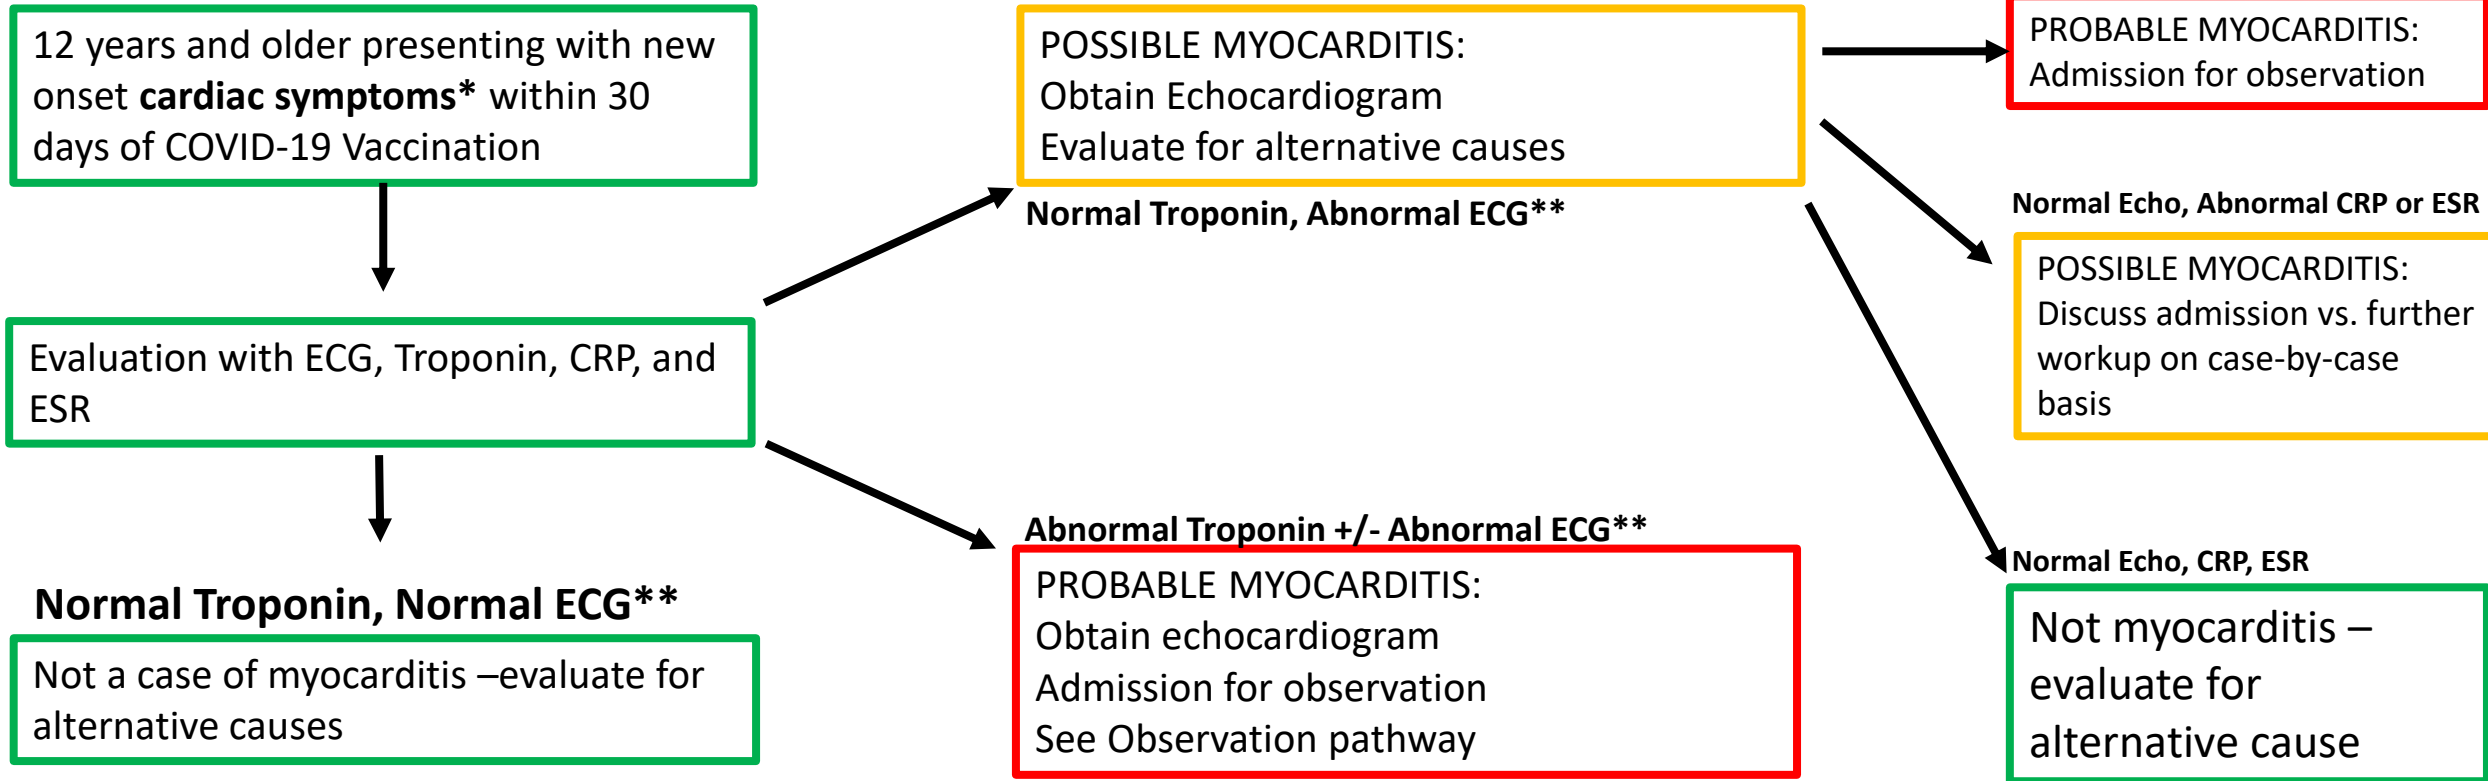 12 years and older presenting with new
onset cardiac symptoms* within 30
days of COVID-19 Vaccination
Evaluation with ECG, Troponin, CRP, and
ESR
Normal Troponin, Normal ECG**
Not a case of myocarditis –evaluate for
alternative causes
POSSIBLE MYOCARDITIS:
Obtain Echocardiogram
Evaluate for alternative causes
Normal Troponin, Abnormal ECG**
Abnormal Troponin +/- Abnormal ECG**
PROBABLE MYOCARDITIS:
Obtain echocardiogram
Admission for observation
See Observation pathway
PROBABLE MYOCARDITIS:
Admission for observation
Normal Echo, Abnormal CRP or ESR
POSSIBLE MYOCARDITIS:
Discuss admission vs. further
workup on case-by-case
basis
Normal Echo, CRP, ESR
Not myocarditis –
evaluate for
alternative cause